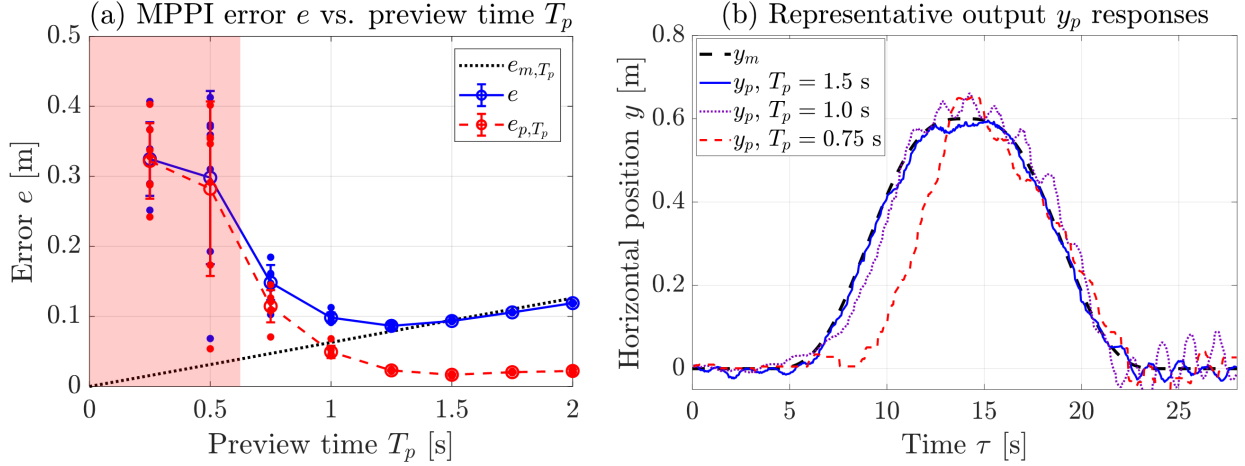 (a) MPPI error e vs. preview time T_p
0.5
0.4
0.3
0.2
0.1
0
Error e [m]
e_{m,T_p}
e
e_{p,T_p}
0
0.5
1
1.5
2
Preview time T_p [s]
(b) Representative output y_p responses
0.8
0.6
0.4
0.2
0
Horizontal position y [m]
y_m
y_p, T_p = 1.5 s
y_p, T_p = 1.0 s
y_p, T_p = 0.75 s
0
5
10
15
20
25
Time τ [s]